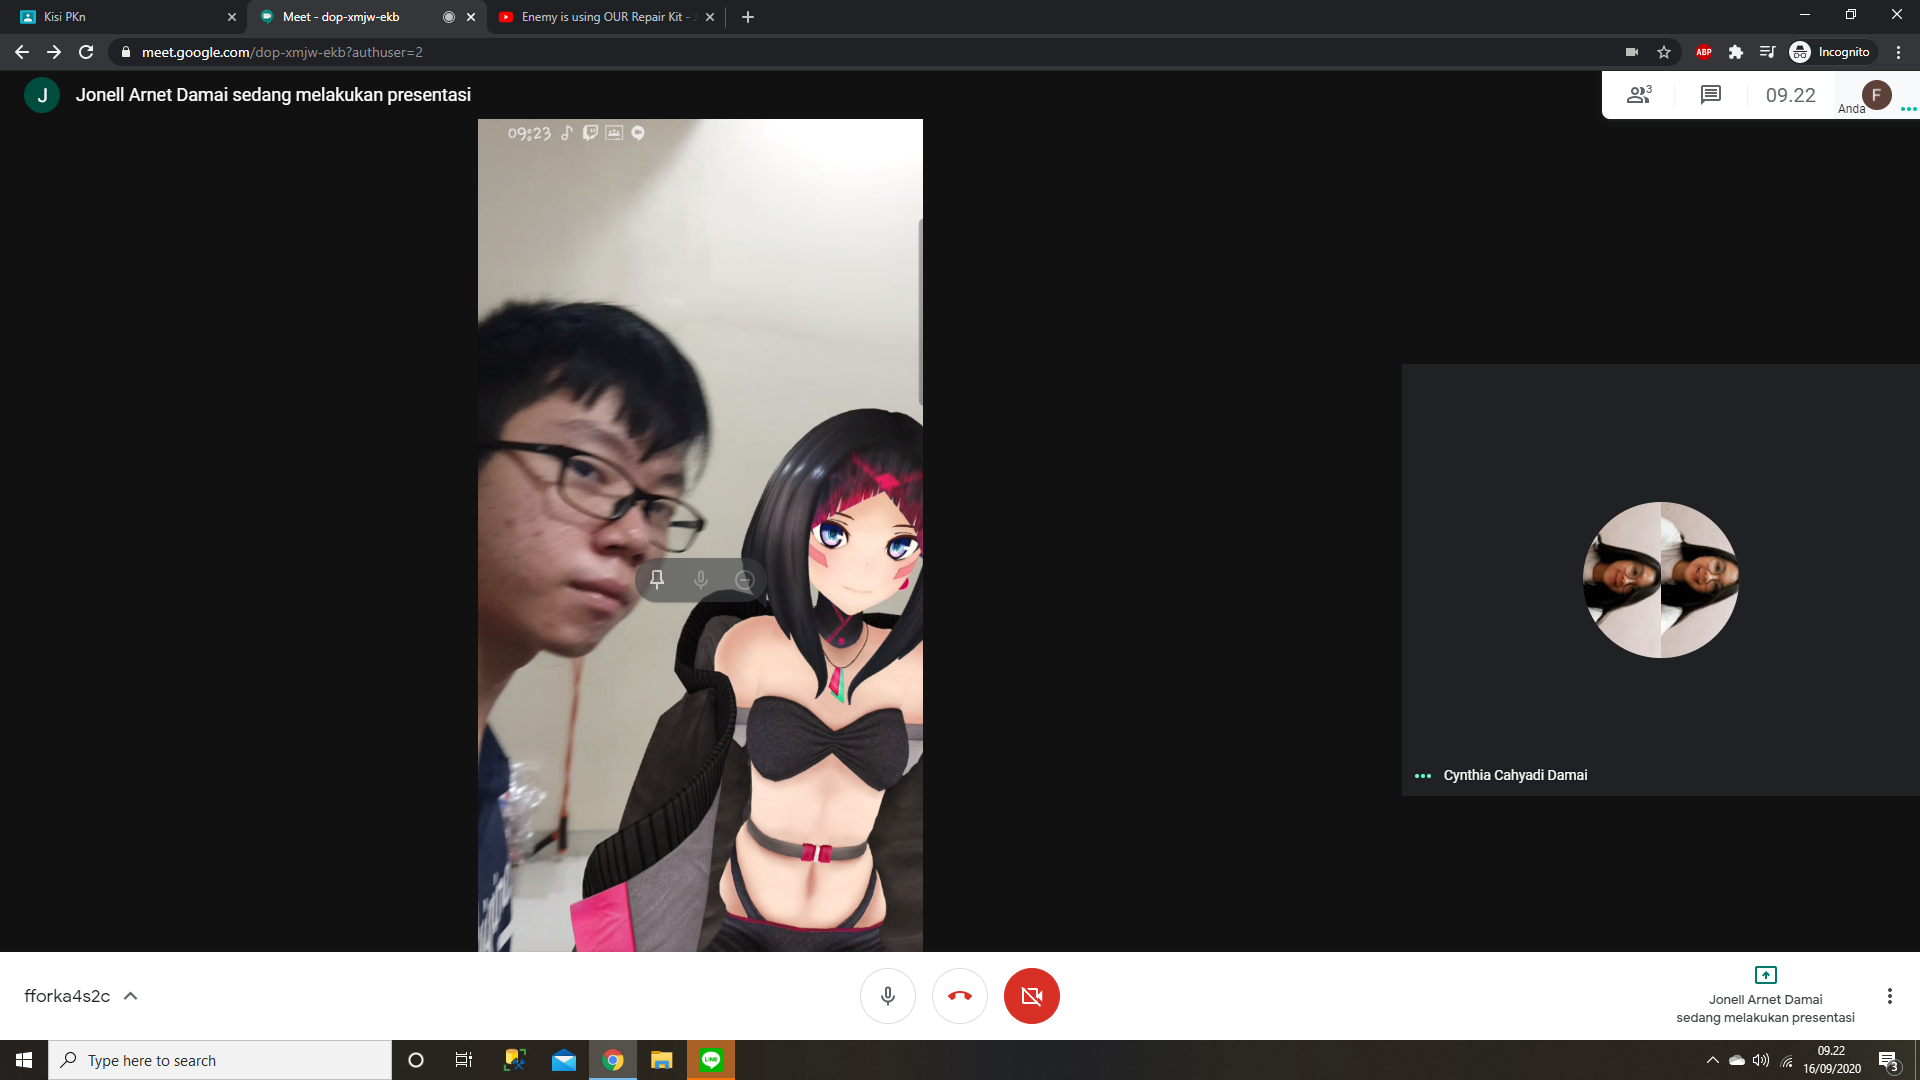 Kisi PKn
Meet - dop-xmjw-ekb
Enemy is using OUR Repair Kit -
meet.google.com/dop-xmjw-ekb?authuser=2
ABP
Incognito
J
Jonell Arnet Damai sedang melakukan presentasi
3
09.22
Anda
F
09:23
Cynthia Cahyadi Damai
fforka4s2c
Jonell Arnet Damai
sedang melakukan presentasi
Type here to search
LINE
09.22
16/09/2020
3